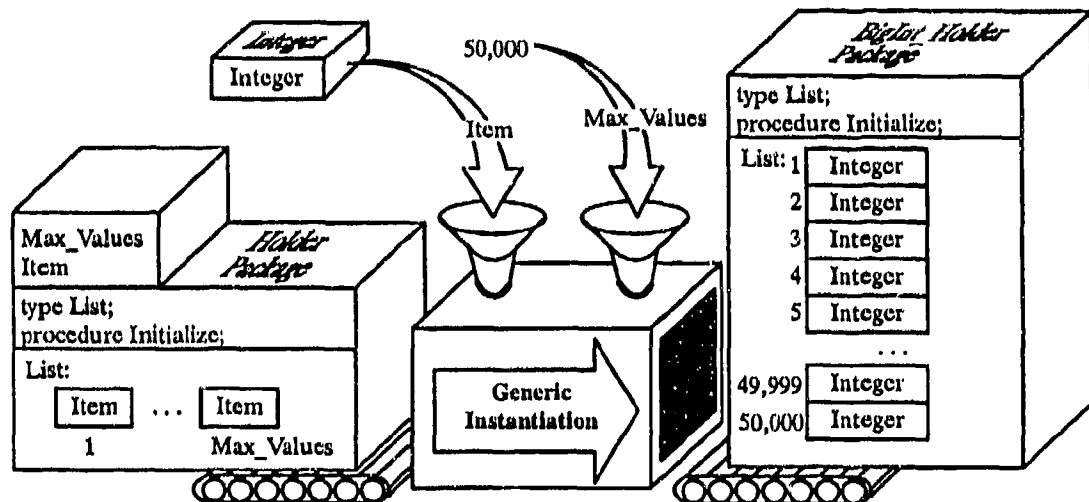 Integer
Integer
50,000
Item
Max_Values
BigInt Holder
Package
type List;
procedure Initialize;
List:
1 Integer
2 Integer
3 Integer
4 Integer
5 Integer
...
49,999 Integer
50,000 Integer
Max_Values
Item
Holder
Package
type List;
procedure Initialize;
List:
Item ... Item
1 Max_Values
Generic
Instantiation